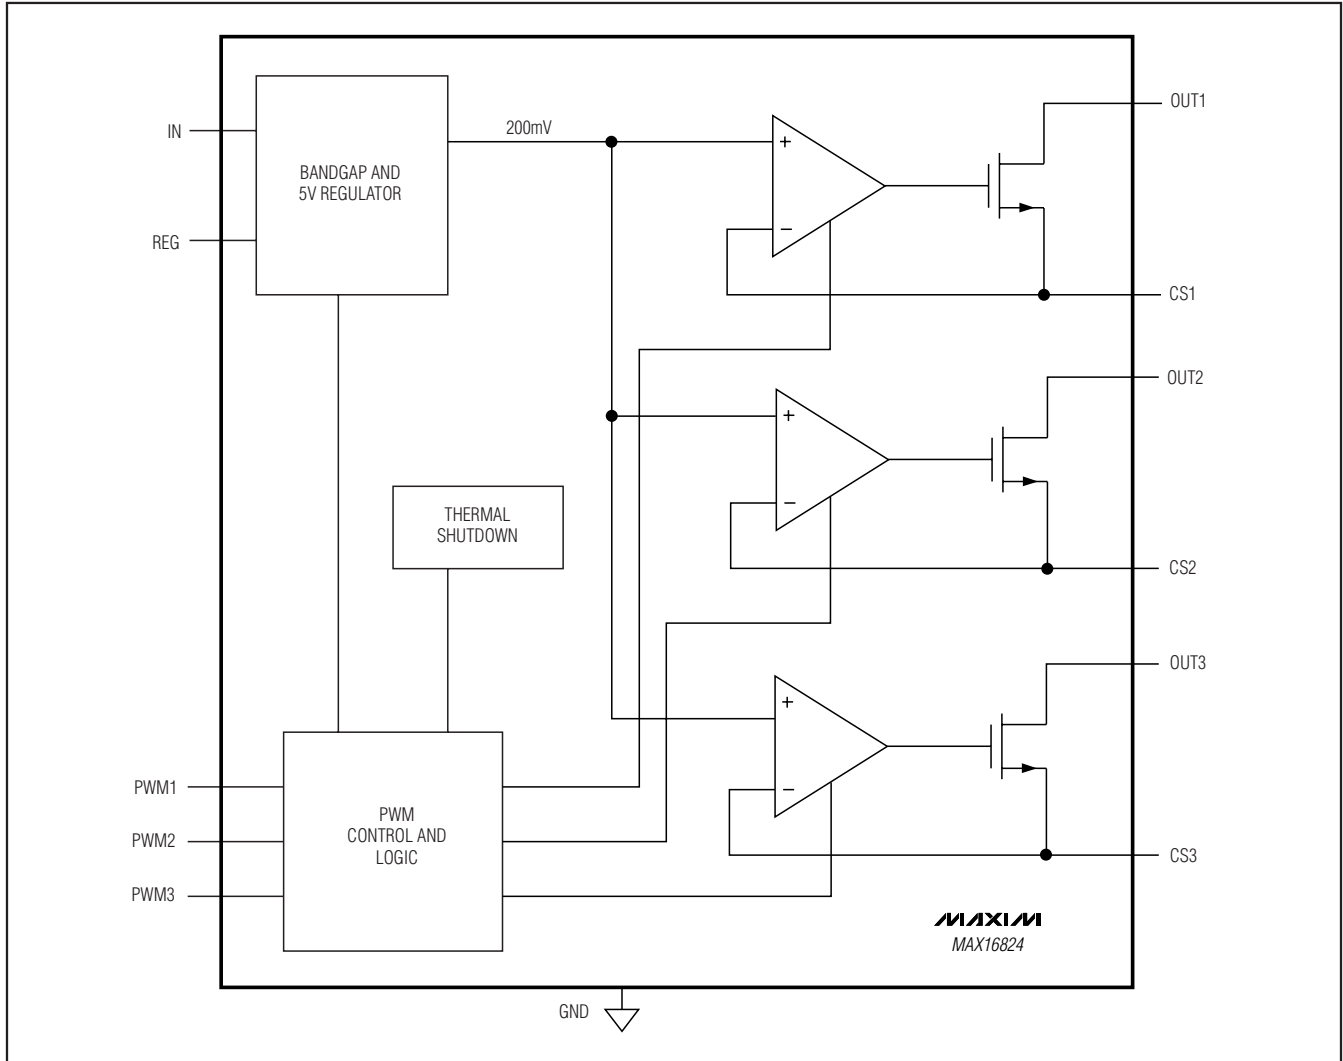 OUT1
IN
200mV
+
BANDGAP AND
5V REGULATOR
−
REG
CS1
OUT2
+
−
THERMAL
SHUTDOWN
CS2
OUT3
+
−
PWM1
PWM2
PWM3
PWM
CONTROL AND
LOGIC
CS3
MAXIM
MAX16824
GND